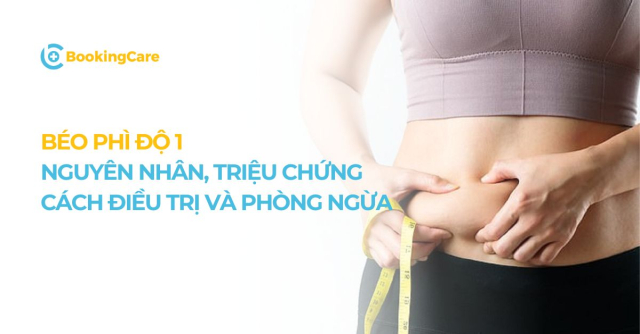 BookingCare
BÉO PHÌ ĐỘ 1
NGUYÊN NHÂN, TRIỆU CHỨNG
CÁCH ĐIỀU TRỊ VÀ PHÒNG NGỪA